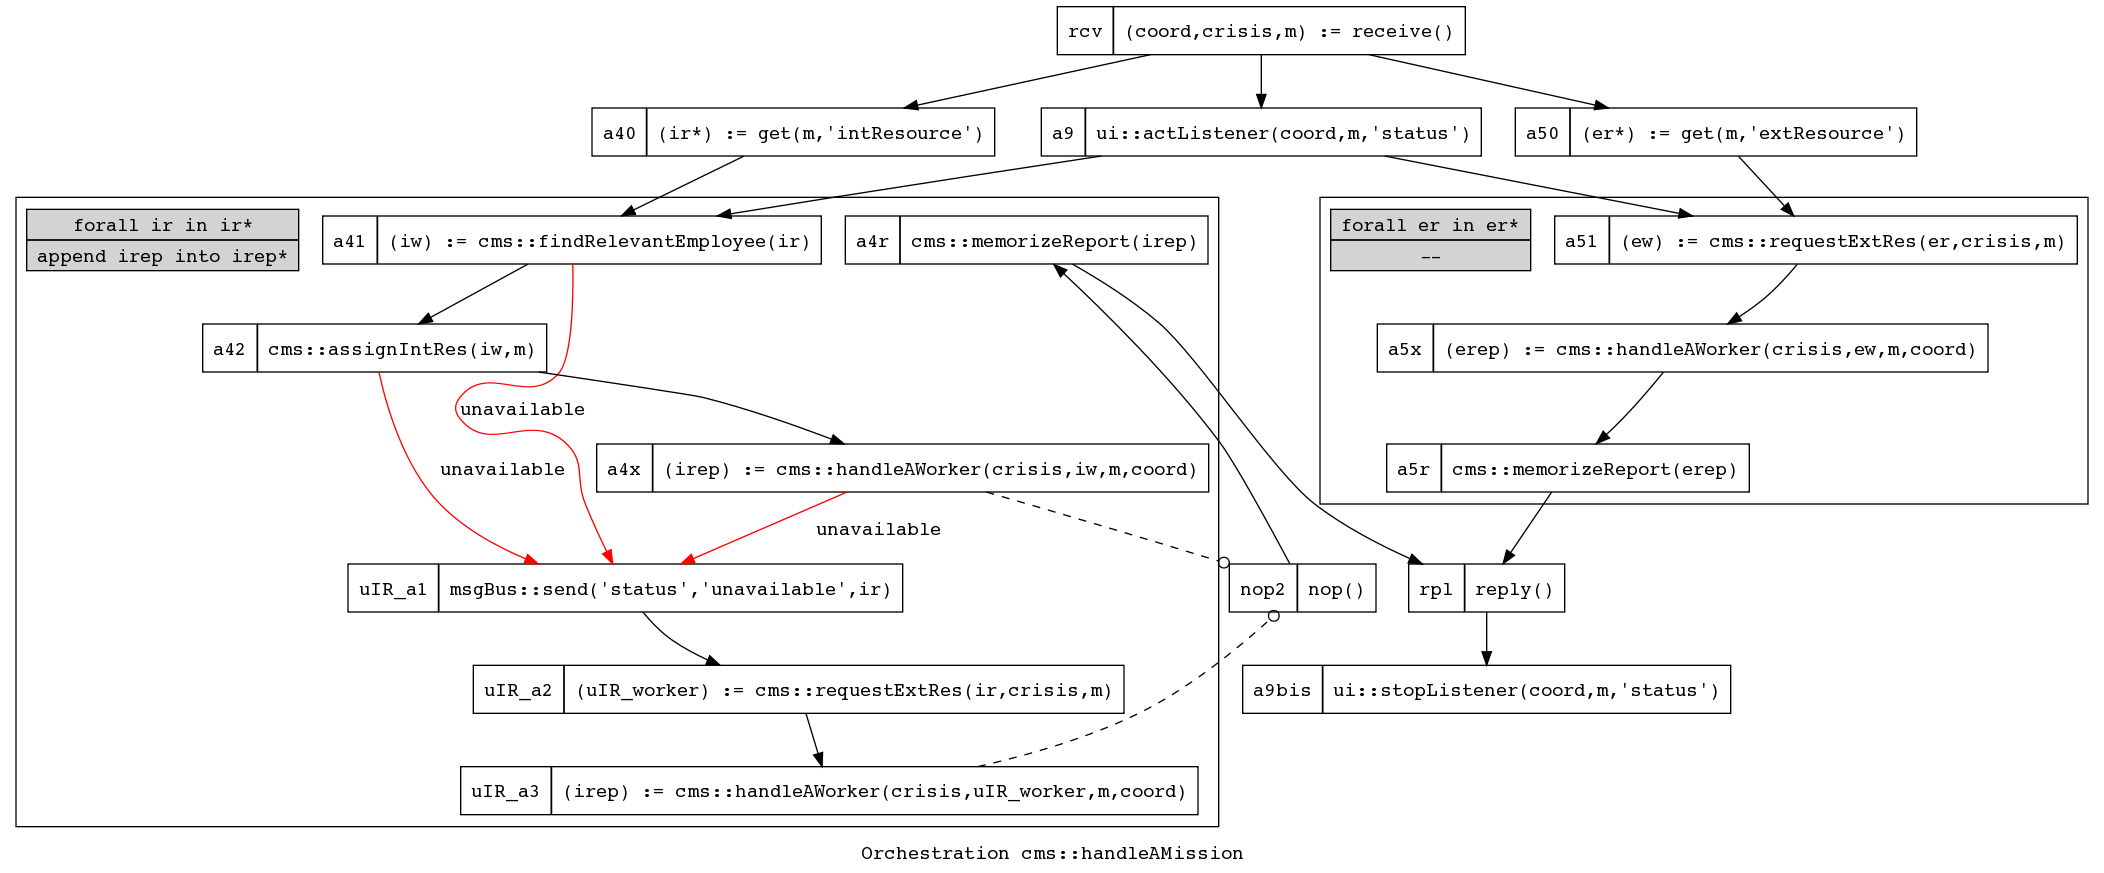 rcv (coord,crisis,m) := receive()
a40 (ir*) := get(m,'intResource')
a9 ui::actListener(coord,m,'status')
a50 (er*) := get(m,'extResource')
forall ir in ir*
append irep into irep*
a41 (iw) := cms::findRelevantEmployee(ir)
a4r cms::memorizeReport(irep)
forall er in er*
--
a51 (ew) := cms::requestExtRes(er,crisis,m)
a42 cms::assignIntRes(iw,m)
a5x (erep) := cms::handleAWorker(crisis,ew,m,coord)
unavailable
unavailable
a4x (irep) := cms::handleAWorker(crisis,iw,m,coord)
a5r cms::memorizeReport(erep)
unavailable
uIR_a1 msgBus::send('status','unavailable',ir)
nop2 nop()
rpl reply()
uIR_a2 (uIR_worker) := cms::requestExtRes(ir,crisis,m)
a9bis ui::stopListener(coord,m,'status')
uIR_a3 (irep) := cms::handleAWorker(crisis,uIR_worker,m,coord)
Orchestration cms::handleAMission